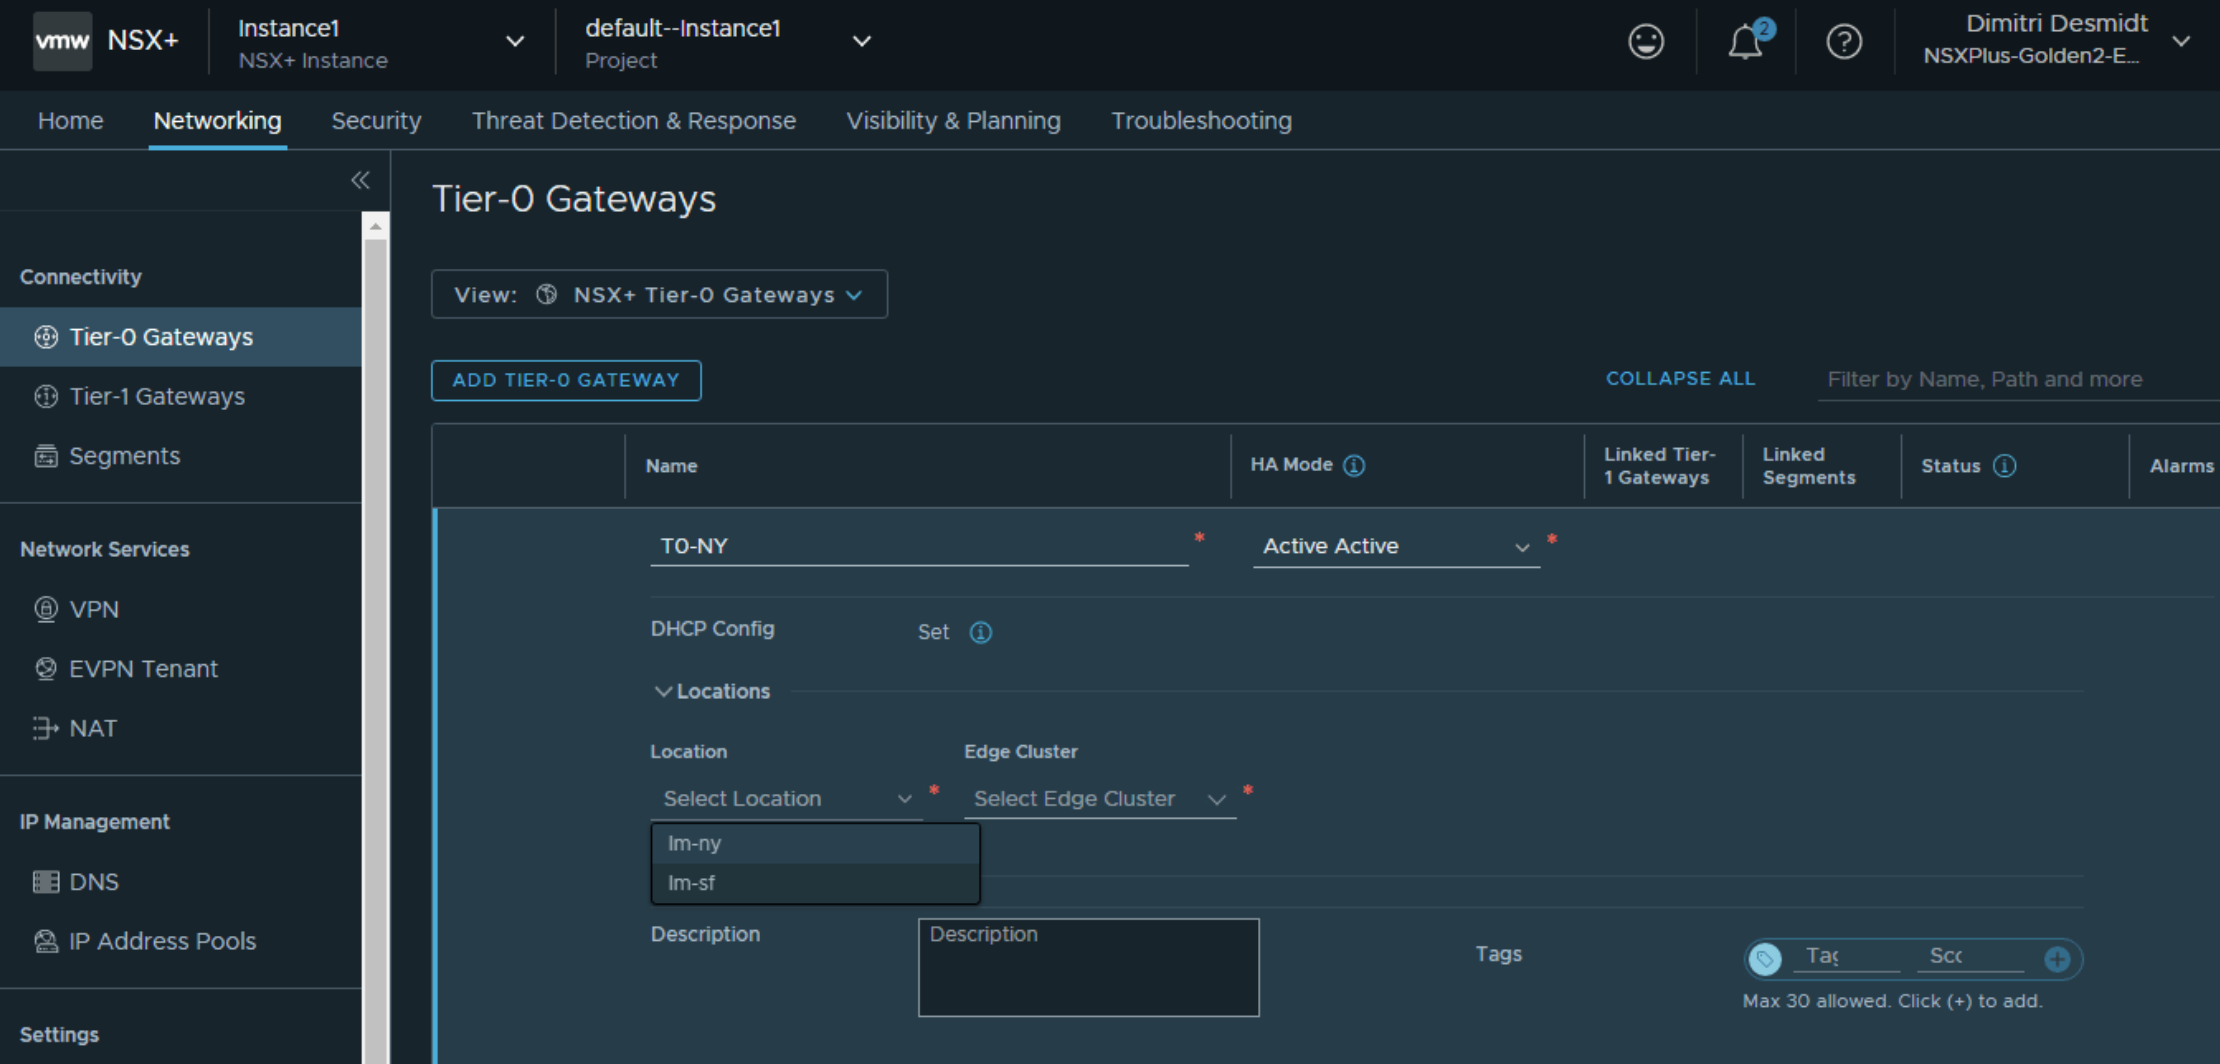 vmw NSX+
Instance1
NSX+ Instance
default--Instance1
Project
2
Dimitri Desmidt
NSXPlus-Golden2-E...
Home Networking Security Threat Detection & Response Visibility & Planning Troubleshooting
Connectivity
Tier-0 Gateways
Tier-1 Gateways
Segments
Network Services
VPN
EVPN Tenant
NAT
IP Management
DNS
IP Address Pools
Settings
Tier-0 Gateways
View: NSX+ Tier-0 Gateways
ADD TIER-0 GATEWAY
COLLAPSE ALL
Filter by Name, Path and more
Name
HA Mode
Linked Tier-
1 Gateways
Linked
Segments
Status
Alarms
T0-NY *
Active Active *
DHCP Config
Set
Locations
Location
Edge Cluster
Select Location *
Select Edge Cluster *
lm-ny
lm-sf
Description
Description
Tags
Tag
Sco
Max 30 allowed. Click (+) to add.